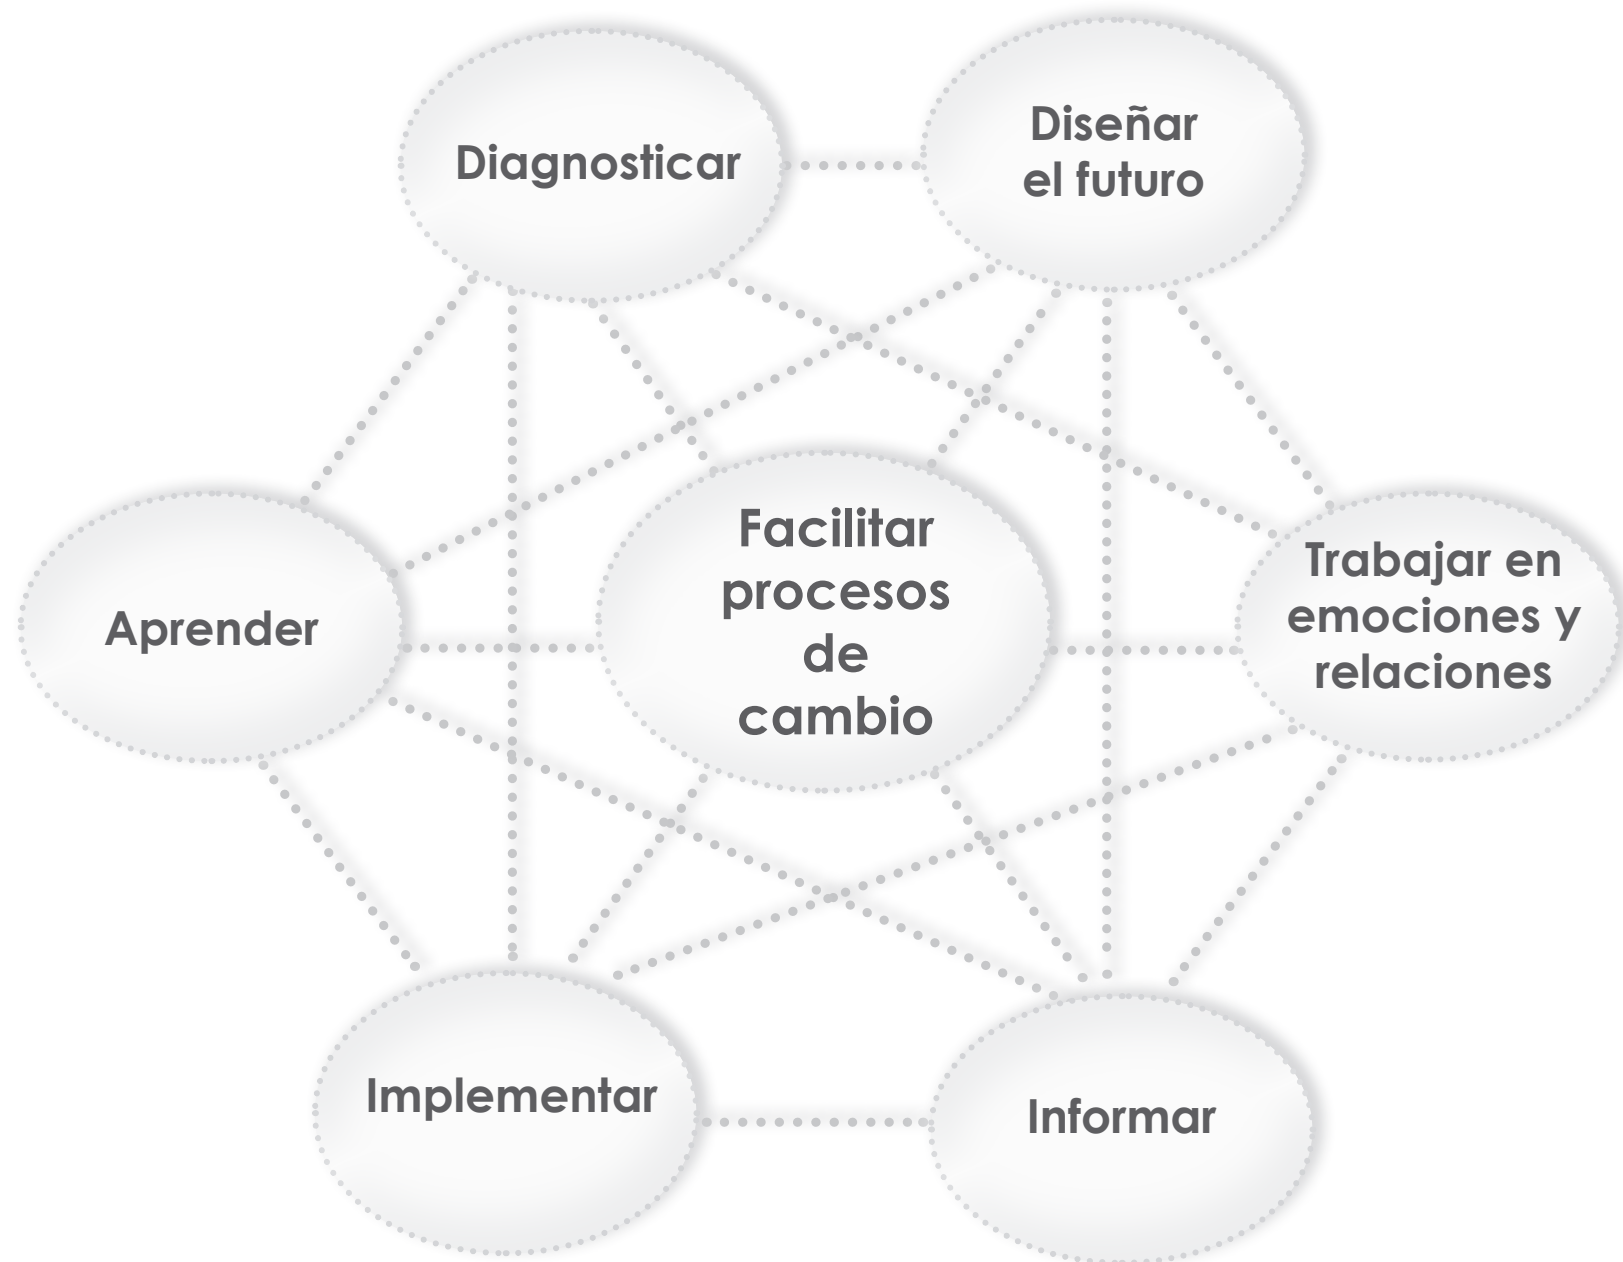 Diagnosticar
Diseñar
el futuro
Aprender
Facilitar
procesos
de
cambio
Trabajar en
emociones y
relaciones
Implementar
Informar